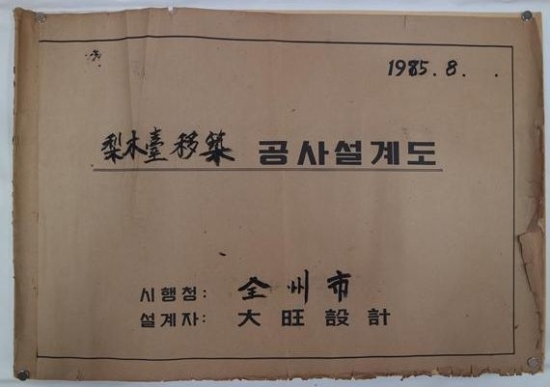 1985. 8. .
梨木臺 移築 공사설계도
시행청: 全州市
설계자: 大旺設計